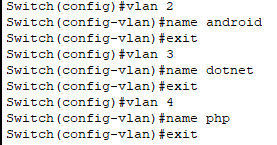 Switch(config)#vlan 2
Switch(config-vlan)#name android
Switch(config-vlan)#exit
Switch(config)#vlan 3
Switch(config-vlan)#name dotnet
Switch(config-vlan)#exit
Switch(config)#vlan 4
Switch(config-vlan)#name php
Switch(config-vlan)#exit